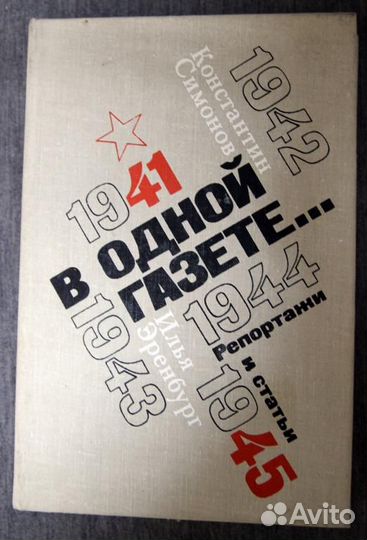 1942
Константин
Симонов
1941
В ОДНОЙ
ГАЗЕТЕ...
1944
1943
Илья
Эренбург
Репортажи
и статьи
1945
Avito